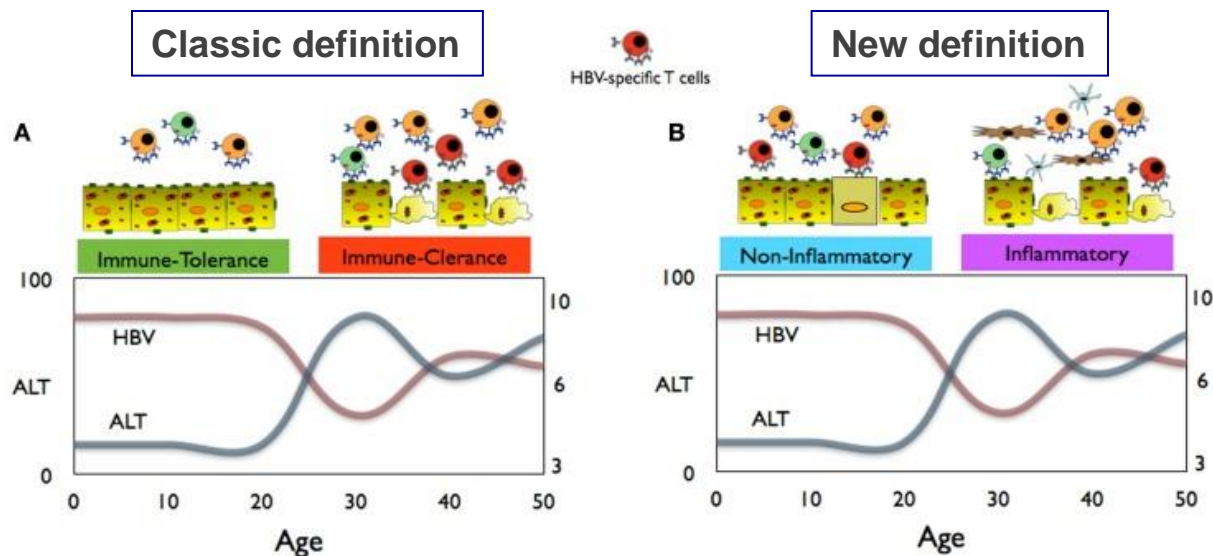 Classic definition
HBV-specific T cells
New definition
A
Immune-Tolerance
Immune-Clerance
100
HBV
ALT
ALT
0
10
6
3
0
10
20
30
40
50
Age
B
Non-Inflammatory
Inflammatory
100
HBV
ALT
ALT
0
10
6
3
0
10
20
30
40
50
Age